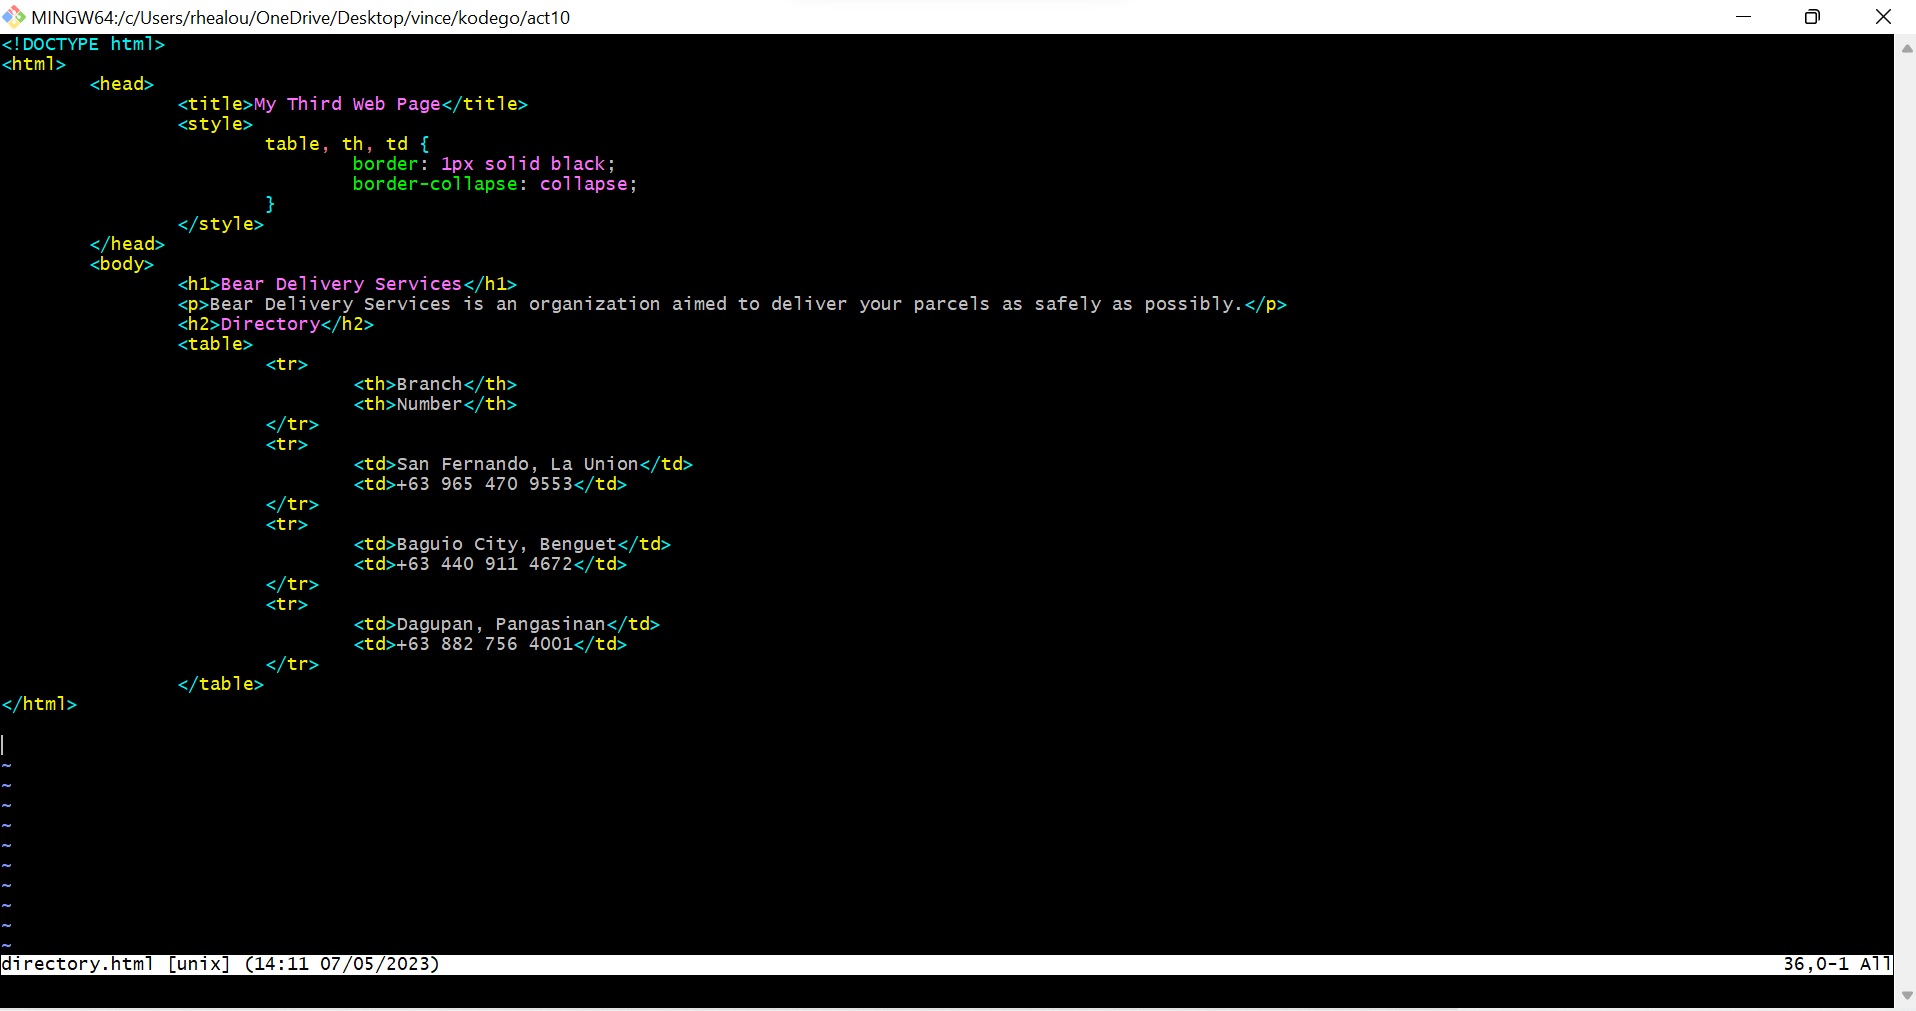 MINGW64:/c/Users/rhealou/OneDrive/Desktop/vince/kodego/act10
<!DOCTYPE html>
<html>
        <head>
                <title>My Third Web Page</title>
                <style>
                        table, th, td {
                                border: 1px solid black;
                                border-collapse: collapse;
                        }
                </style>
        </head>
        <body>
                <h1>Bear Delivery Services</h1>
                <p>Bear Delivery Services is an organization aimed to deliver your parcels as safely as possibly.</p>
                <h2>Directory</h2>
                <table>
                        <tr>
                                <th>Branch</th>
                                <th>Number</th>
                        </tr>
                        <tr>
                                <td>San Fernando, La Union</td>
                                <td>+63 965 470 9553</td>
                        </tr>
                        <tr>
                                <td>Baguio City, Benguet</td>
                                <td>+63 440 911 4672</td>
                        </tr>
                        <tr>
                                <td>Dagupan, Pangasinan</td>
                                <td>+63 882 756 4001</td>
                        </tr>
                </table>
</html>
~
~
~
~
~
~
~
~
~
~
directory.html [unix] (14:11 07/05/2023) 36,0-1 All